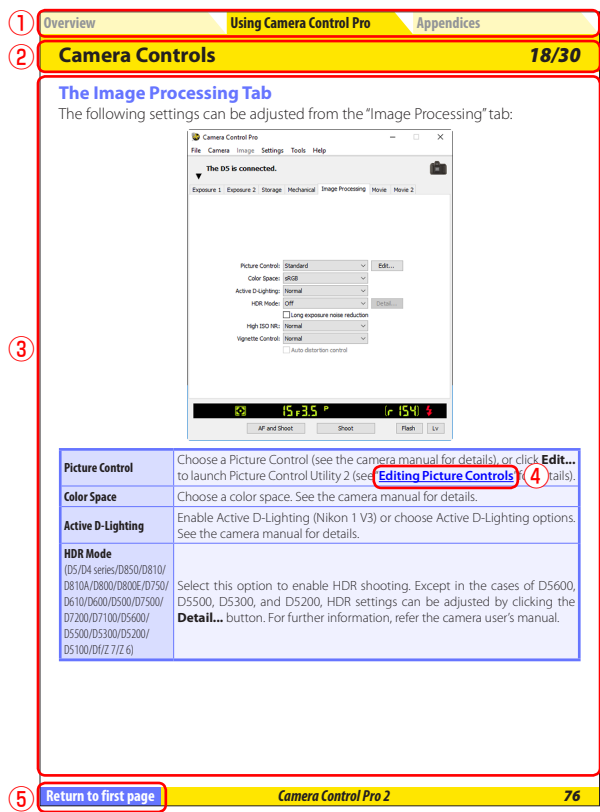 ① Overview Using Camera Control Pro Appendices
② Camera Controls 18/30
The Image Processing Tab
The following settings can be adjusted from the “Image Processing” tab:
Camera Control Pro
File Camera Image Settings Tools Help
The D5 is connected.
Exposure 1 Exposure 2 Storage Mechanical Image Processing Movie Movie 2
Picture Control: Standard Edit...
Color Space: sRGB
Active D-Lighting: Normal
HDR Mode: Off Detail...
Long exposure noise reduction
High ISO NR: Normal
Vignette Control: Normal
Auto distortion control
③
15 F3.5 P (r 154)
AF and Shoot Shoot Flash Lv
Picture Control
Choose a Picture Control (see the camera manual for details), or click Edit...
to launch Picture Control Utility 2 (see “Editing Picture Controls” ④ tails).
Color Space
Choose a color space. See the camera manual for details.
Active D-Lighting
Enable Active D-Lighting (Nikon 1 V3) or choose Active D-Lighting options.
See the camera manual for details.
HDR Mode
(D5/D4 series/D850/D810/
D810A/D800/D800E/D750/
D610/D600/D500/D7500/
D7200/D7100/D5600/
D5500/D5300/D5200/
D5100/Df/Z 7/Z 6)
Select this option to enable HDR shooting. Except in the cases of D5600,
D5500, D5300, and D5200, HDR settings can be adjusted by clicking the
Detail... button. For further information, refer the camera user’s manual.
⑤ Return to first page Camera Control Pro 2 76